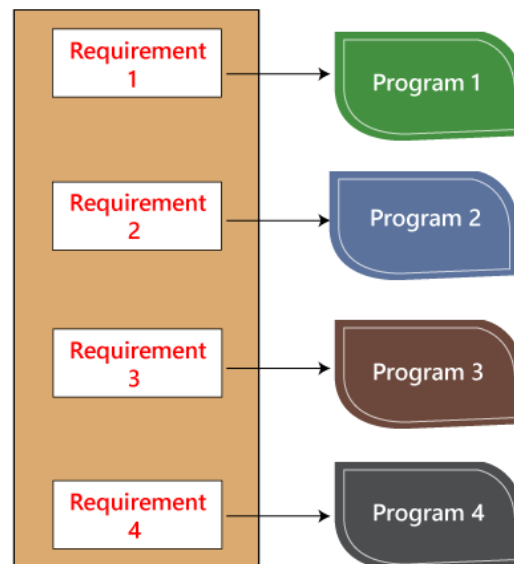 Requirement
1
Program 1
Requirement
2
Program 2
Requirement
3
Program 3
Requirement
4
Program 4